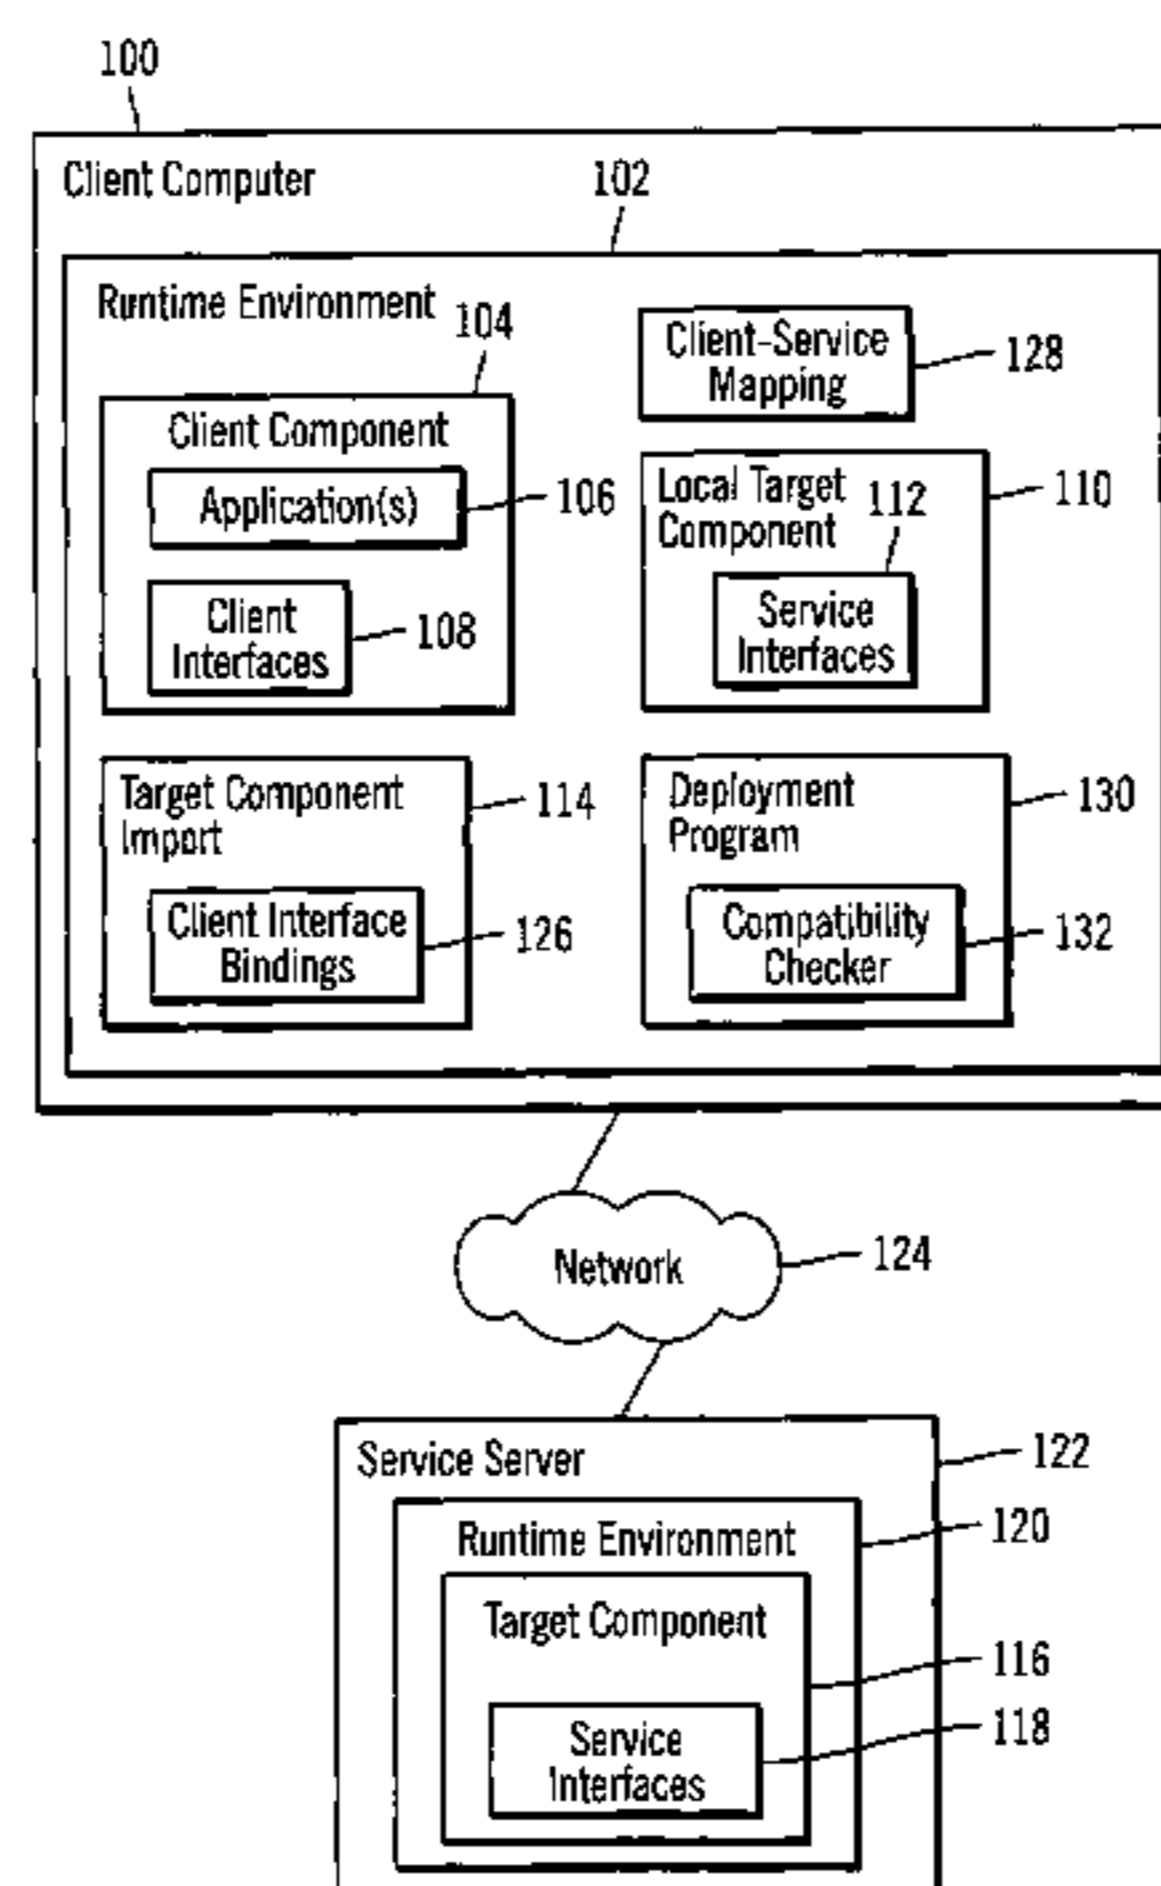 100
Client Computer
102
Runtime Environment
104
Client-Service
Mapping
128
Client Component
Application(s)
106
Client
Interfaces
108
Local Target
Component
112
110
Service
Interfaces
Target Component
Import
114
Client Interface
Bindings
126
Deployment
Program
130
Compatibility
Checker
132
Network
124
Service Server
122
Runtime Environment
120
Target Component
116
Service
Interfaces
118